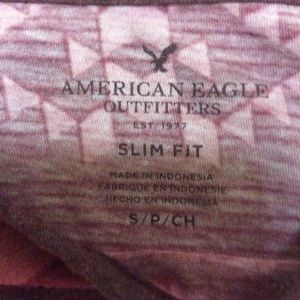 AMERICAN EAGLE
OUTFITTERS
EST. 1977
SLIM FIT
MADE IN INDONESIA
FABRIQUÉ EN INDONÉSIE
HECHO EN INDONESIA
S/P/CH